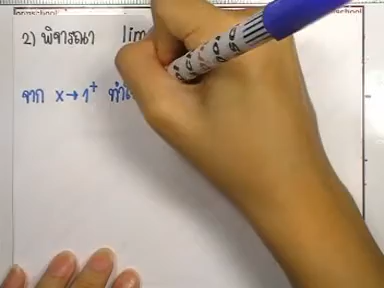 2) พิจารณา lim
จาก x → 1⁺